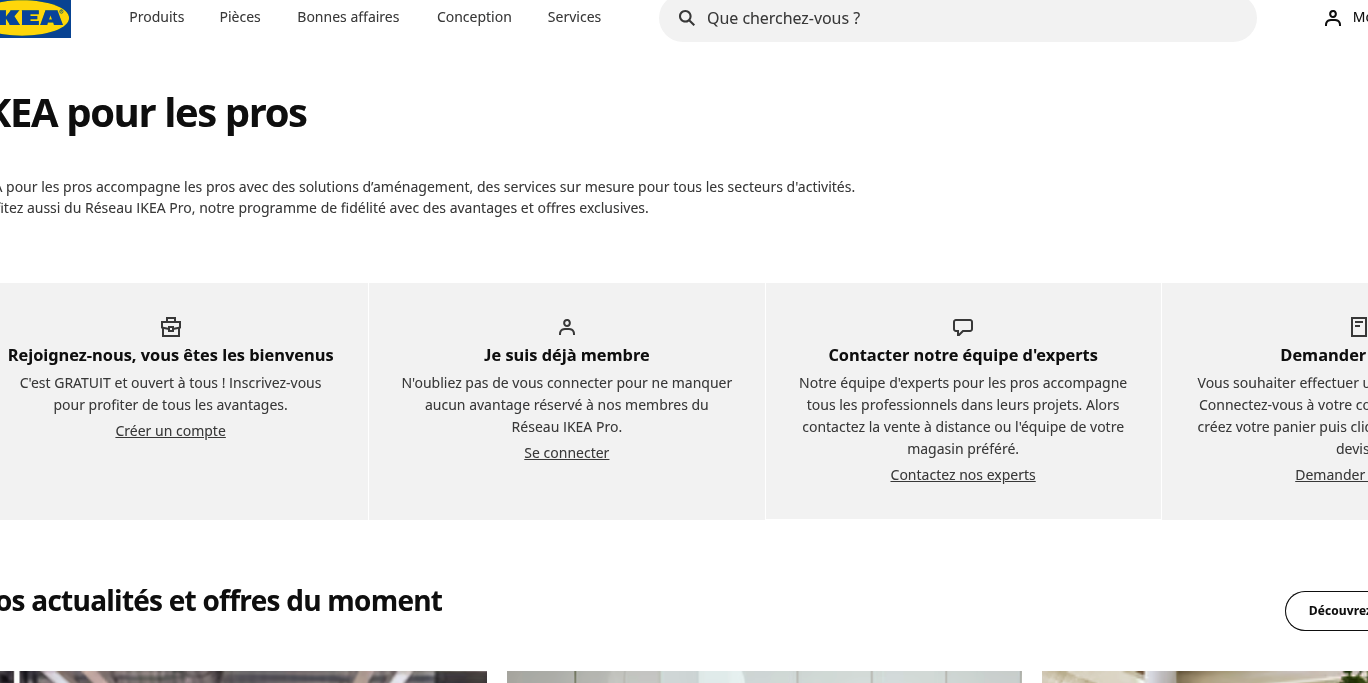 Produits Pièces Bonnes affaires Conception Services
Que cherchez-vous ?
KEA pour les pros
pour les pros accompagne les pros avec des solutions d’aménagement, des services sur mesure pour tous les secteurs d'activités.
aussi du Réseau IKEA Pro, notre programme de fidélité avec des avantages et offres exclusives.
Rejoignez-nous, vous êtes les bienvenus
C'est GRATUIT et ouvert à tous ! Inscrivez-vous
pour profiter de tous les avantages.
Créer un compte
Je suis déjà membre
N'oubliez pas de vous connecter pour ne manquer
aucun avantage réservé à nos membres du
Réseau IKEA Pro.
Se connecter
Contacter notre équipe d'experts
Notre équipe d'experts pour les pros accompagne
tous les professionnels dans leurs projets. Alors
contactez la vente à distance ou l'équipe de votre
magasin préféré.
Contactez nos experts
Demander
Vous souhaiter effectuer
Connectez-vous à votre
créez votre panier puis
devis
Demander
os actualités et offres du moment
Découvrez